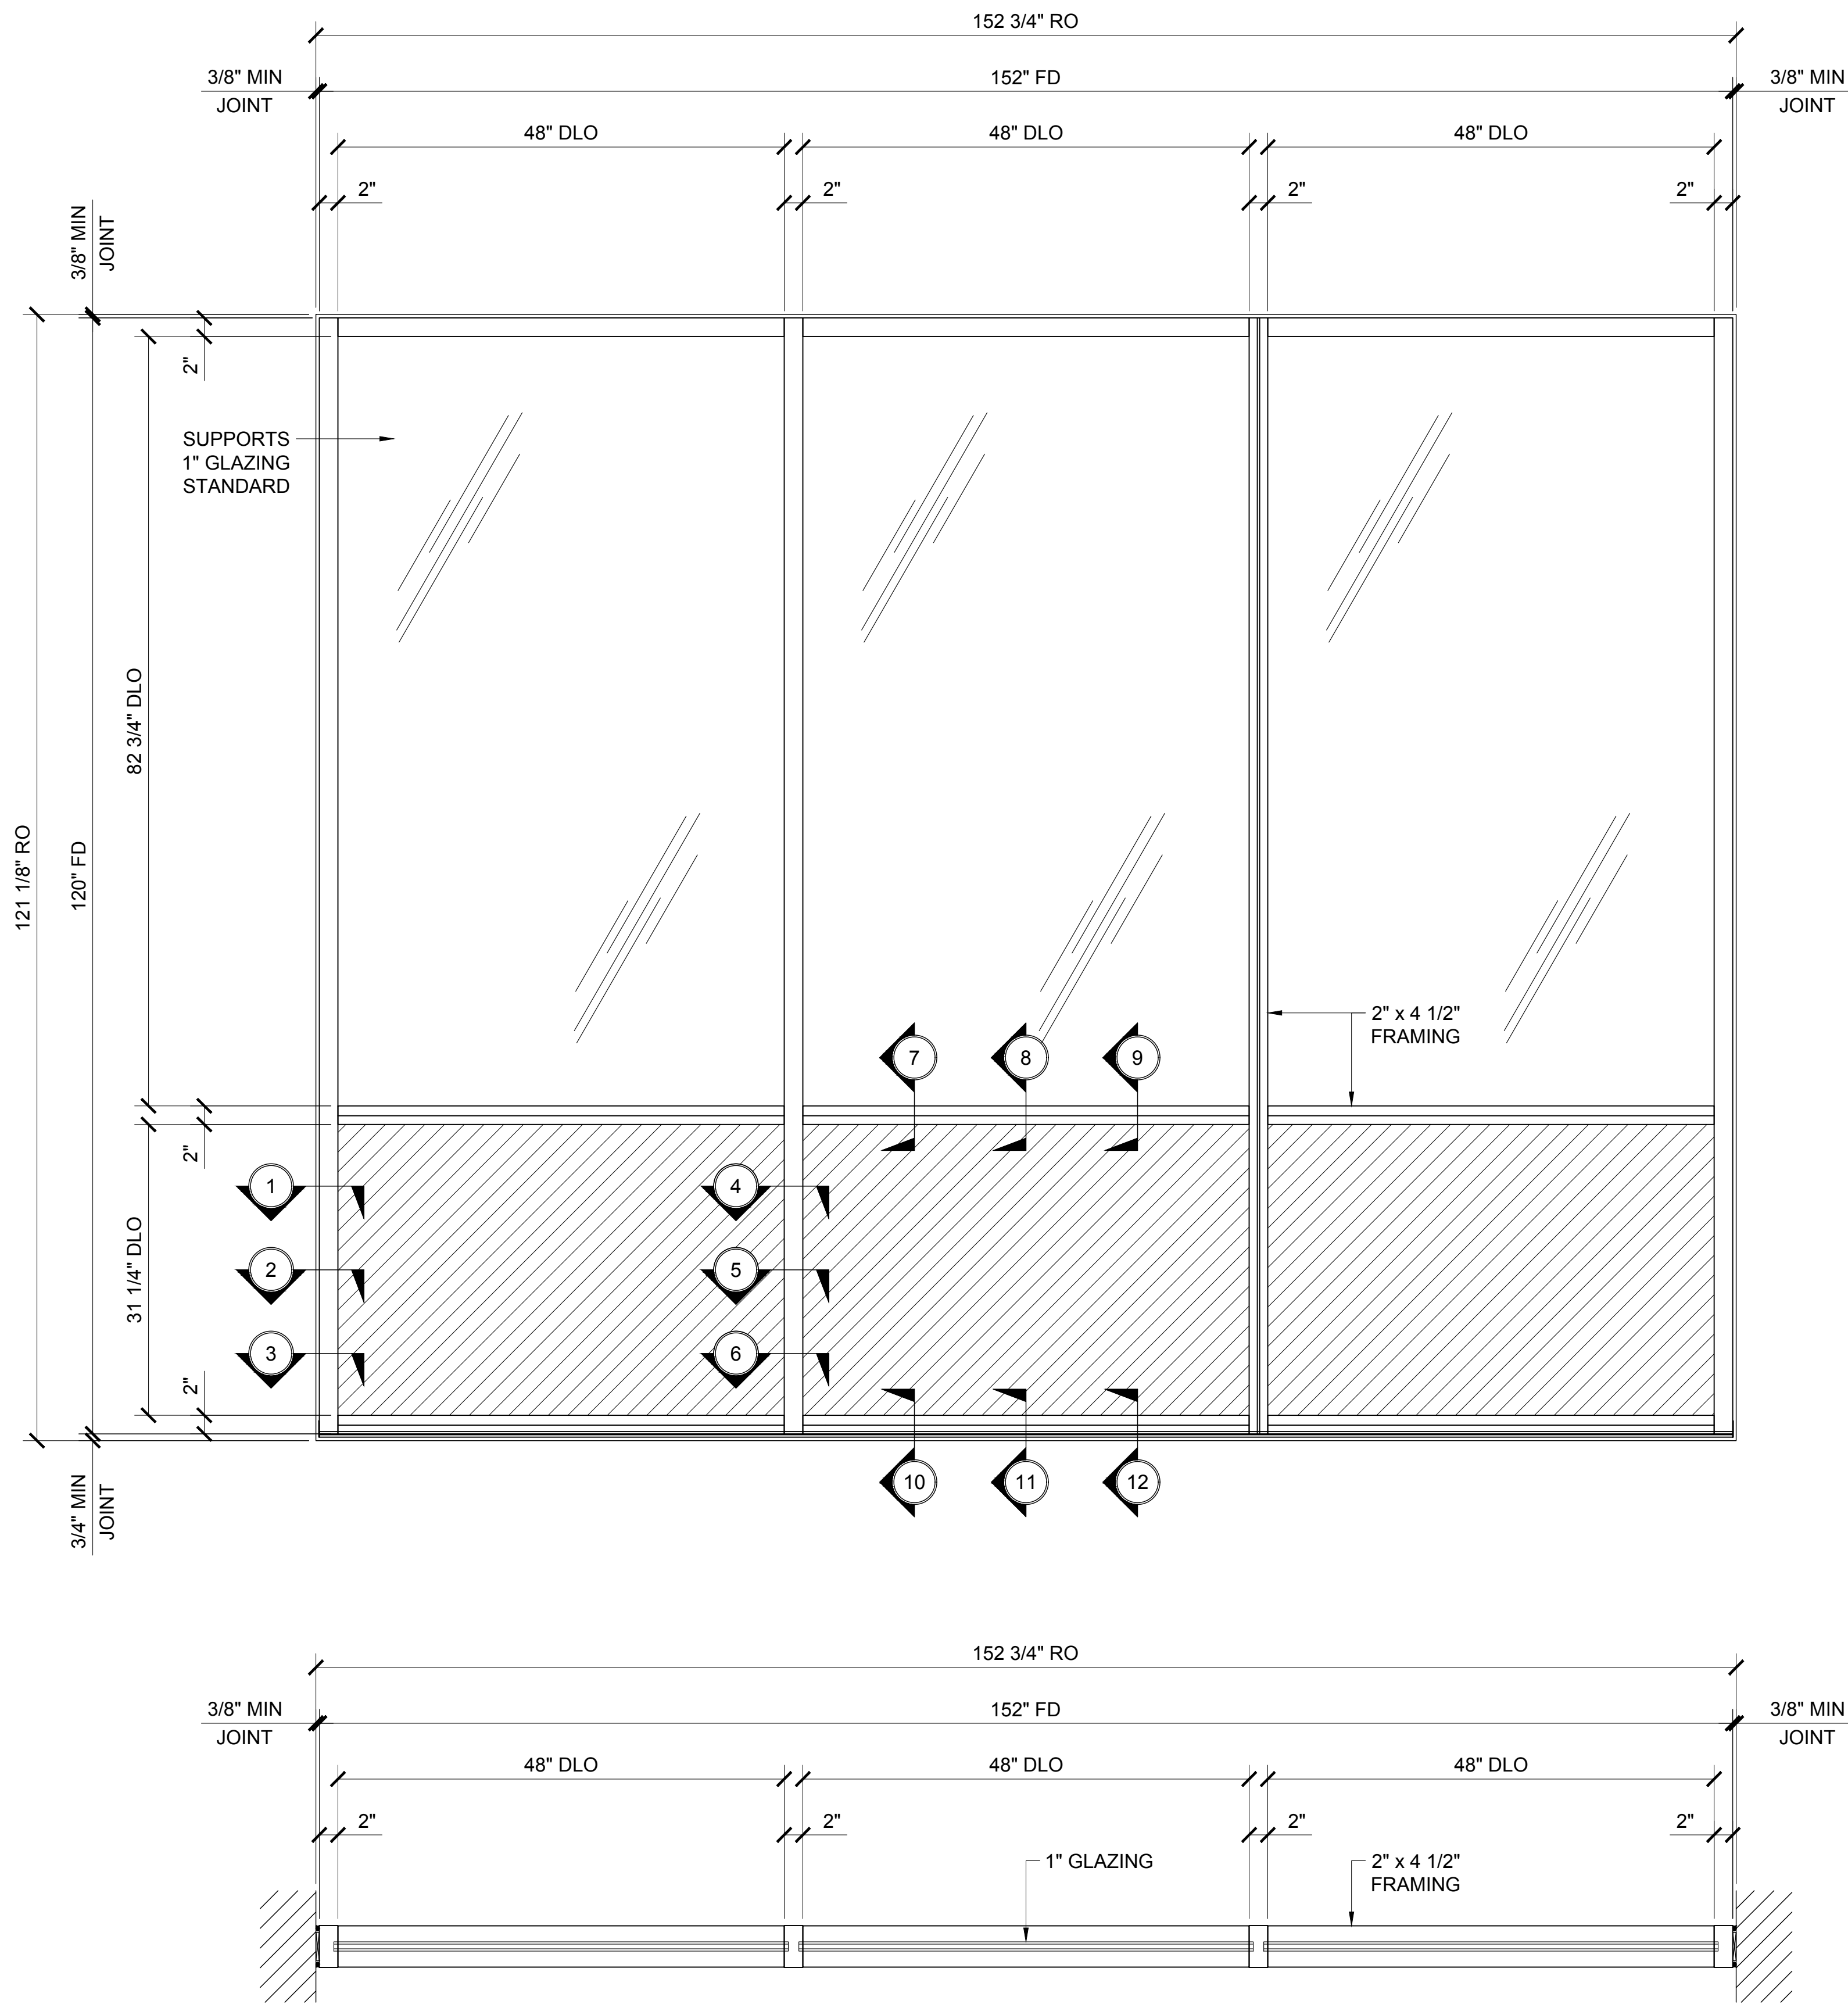 152 3/4" RO
3/8" MIN
JOINT
152" FD
3/8" MIN
JOINT
48" DLO
48" DLO
48" DLO
2"
2"
2"
2"
3/8" MIN
JOINT
2"
SUPPORTS
1" GLAZING
STANDARD
82 3/4" DLO
121 1/8" RO
120" FD
2" x 4 1/2"
FRAMING
7
8
9
2"
1
4
31 1/4" DLO
2
5
3
6
2"
10
11
12
3/4" MIN
JOINT
152 3/4" RO
3/8" MIN
JOINT
152" FD
3/8" MIN
JOINT
48" DLO
48" DLO
48" DLO
2"
2"
2"
2"
1" GLAZING
2" x 4 1/2"
FRAMING